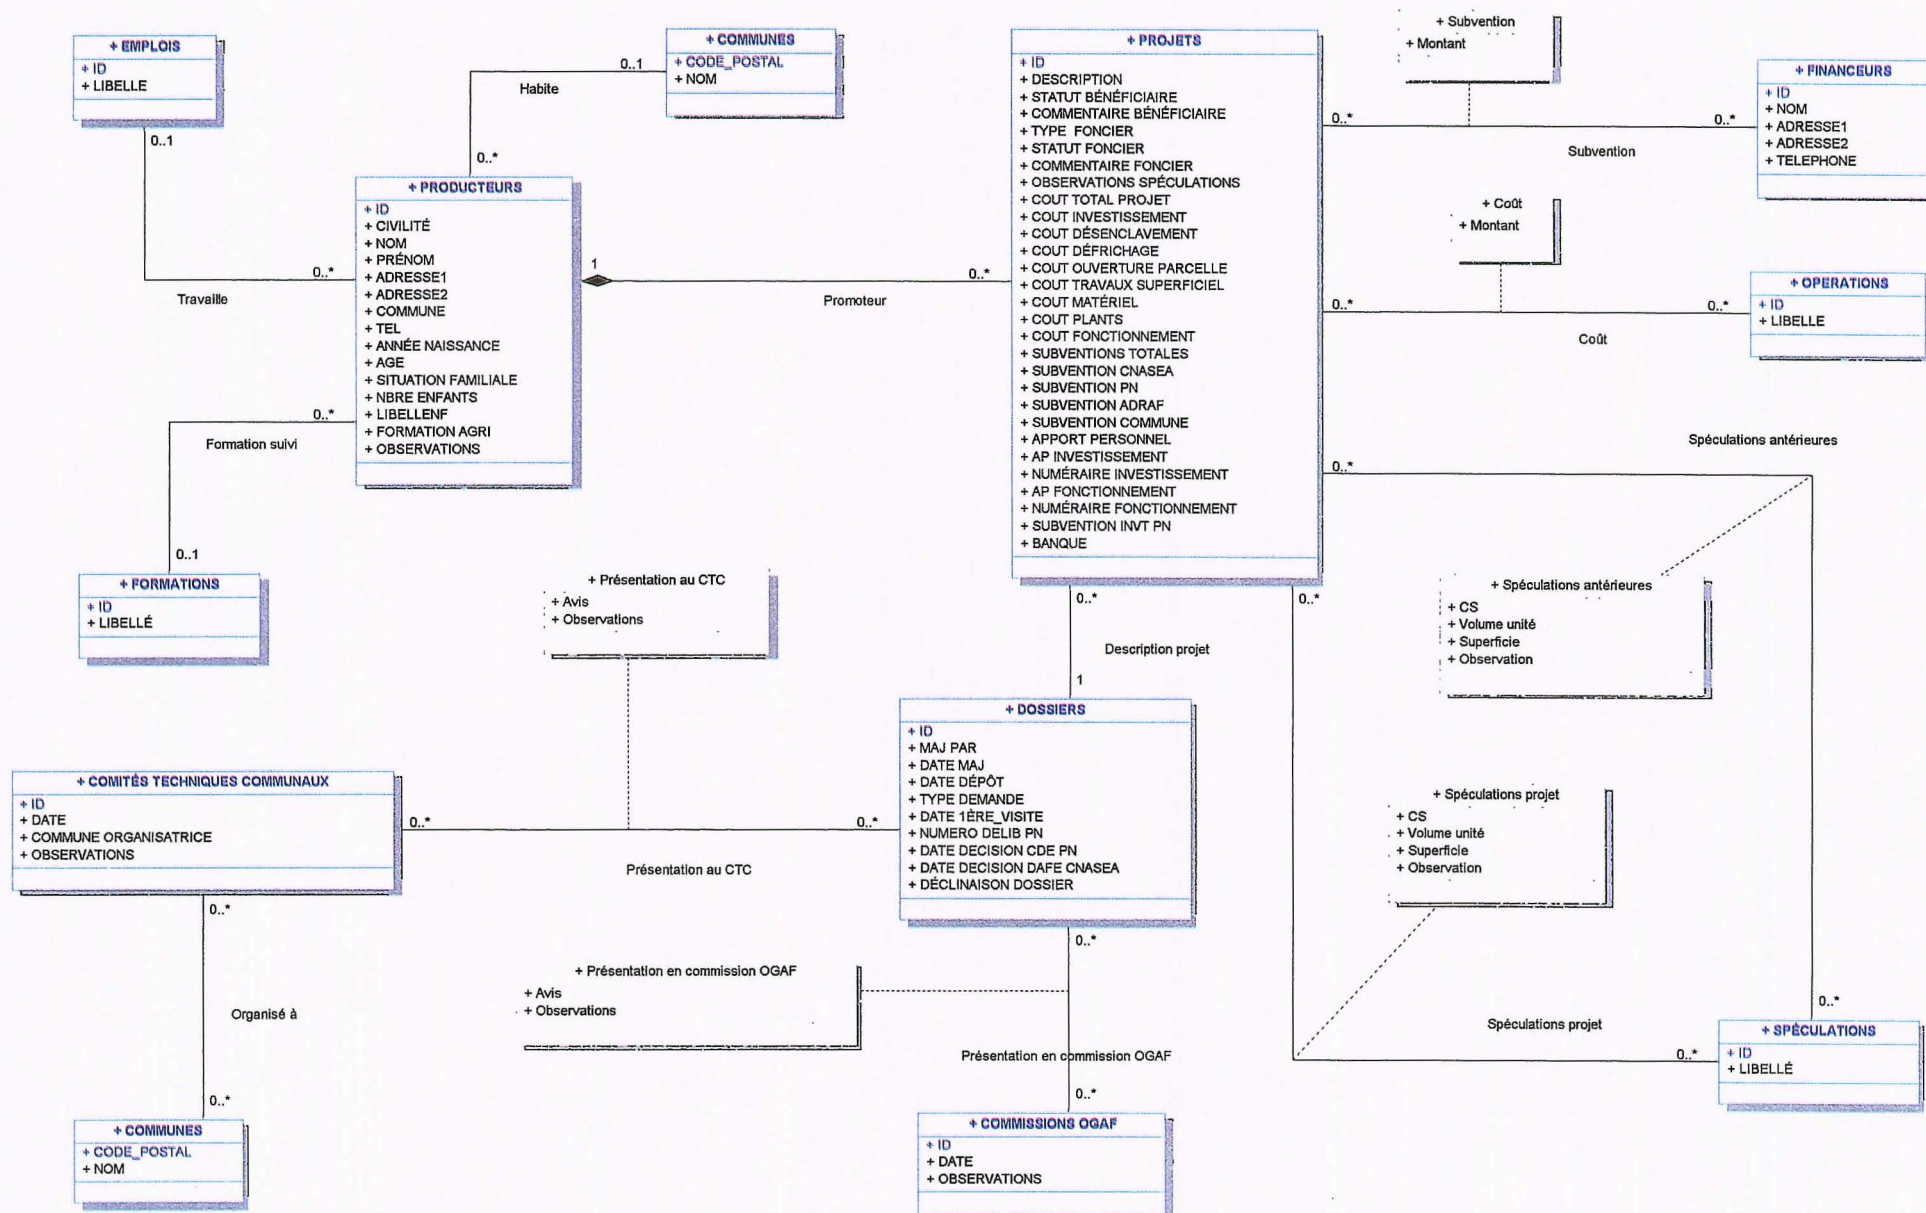 + EMPLOIS
+ ID
+ LIBELLE
0..1
0..*
Travaille
+ COMMUNES
+ CODE_POSTAL
+ NOM
0..1
Habite
0..*
+ PRODUCTEURS
+ ID
+ CIVILITÉ
+ NOM
+ PRÉNOM
+ ADRESSE1
+ ADRESSE2
+ COMMUNE
+ TEL
+ ANNÉE NAISSANCE
+ AGE
+ SITUATION FAMILIALE
+ NBRE ENFANTS
+ LIBELLENF
+ FORMATION AGRI
+ OBSERVATIONS
0..*
Formation suivi
0..1
+ FORMATIONS
+ ID
+ LIBELLÉ
1
0..*
Promoteur
+ PROJETS
+ ID
+ DESCRIPTION
+ STATUT BÉNÉFICIAIRE
+ COMMENTAIRE BÉNÉFICIAIRE
+ TYPE FONCIER
+ STATUT FONCIER
+ COMMENTAIRE FONCIER
+ OBSERVATIONS SPÉCULATIONS
+ COUT TOTAL PROJET
+ COUT INVESTISSEMENT
+ COUT DÉSENCLAVEMENT
+ COUT DÉFRICHAGE
+ COUT OUVERTURE PARCELLE
+ COUT TRAVAUX SUPERFICIEL
+ COUT MATÉRIEL
+ COUT PLANTS
+ COUT FONCTIONNEMENT
+ SUBVENTIONS TOTALES
+ SUBVENTION CNASEA
+ SUBVENTION PN
+ SUBVENTION ADRAF
+ SUBVENTION COMMUNE
+ APPORT PERSONNEL
+ AP INVESTISSEMENT
+ NUMÉRAIRE INVESTISSEMENT
+ AP FONCTIONNEMENT
+ NUMÉRAIRE FONCTIONNEMENT
+ SUBVENTION INVT PN
+ BANQUE
+ Subvention
+ Montant
0..*
0..*
Subvention
+ FINANCEURS
+ ID
+ NOM
+ ADRESSE1
+ ADRESSE2
+ TELEPHONE
+ Coût
+ Montant
0..*
0..*
Coût
+ OPERATIONS
+ ID
+ LIBELLE
Spéculations antérieures
0..*
+ Spéculations antérieures
+ CS
+ Volume unité
+ Superficie
+ Observation
0..*
0..*
+ Spéculations projet
+ CS
+ Volume unité
+ Superficie
+ Observation
Spéculations projet
0..*
+ SPÉCULATIONS
+ ID
+ LIBELLÉ
0..*
Description projet
1
+ DOSSIERS
+ ID
+ MAJ PAR
+ DATE MAJ
+ DATE DÉPÔT
+ TYPE DEMANDE
+ DATE 1ÈRE_VISITE
+ NUMERO DELIB PN
+ DATE DECISION CDE PN
+ DATE DECISION DAFE CNASEA
+ DÉCLINAISON DOSSIER
+ Présentation au CTC
+ Avis
+ Observations
0..*
0..*
Présentation au CTC
+ COMITÉS TECHNIQUES COMMUNAUX
+ ID
+ DATE
+ COMMUNE ORGANISATRICE
+ OBSERVATIONS
0..*
Organisé à
0..*
+ COMMUNES
+ CODE_POSTAL
+ NOM
+ Présentation en commission OGAF
+ Avis
+ Observations
0..*
Présentation en commission OGAF
0..*
+ COMMISSIONS OGAF
+ ID
+ DATE
+ OBSERVATIONS